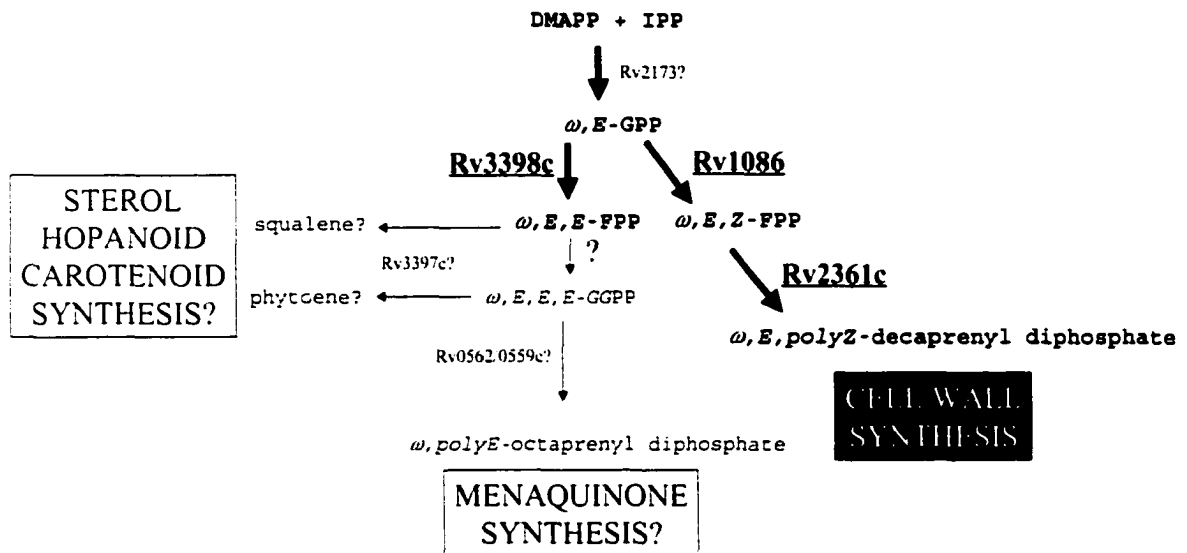 DMAPP + IPP
Rv2173?
ω,E-GPP
Rv3398c
Rv1086
STEROL
HOPANOID
CAROTENOID
SYNTHESIS?
squalene?
ω,E,E-FPP
ω,E,Z-FPP
?
Rv3397c?
Rv2361c
phytoene?
ω,E,E,E-GGPP
ω,E,polyZ-decaprenyl diphosphate
Rv0562.0559c?
CELL WALL
SYNTHESIS
ω,polyE-octaprenyl diphosphate
MENAQUINONE
SYNTHESIS?